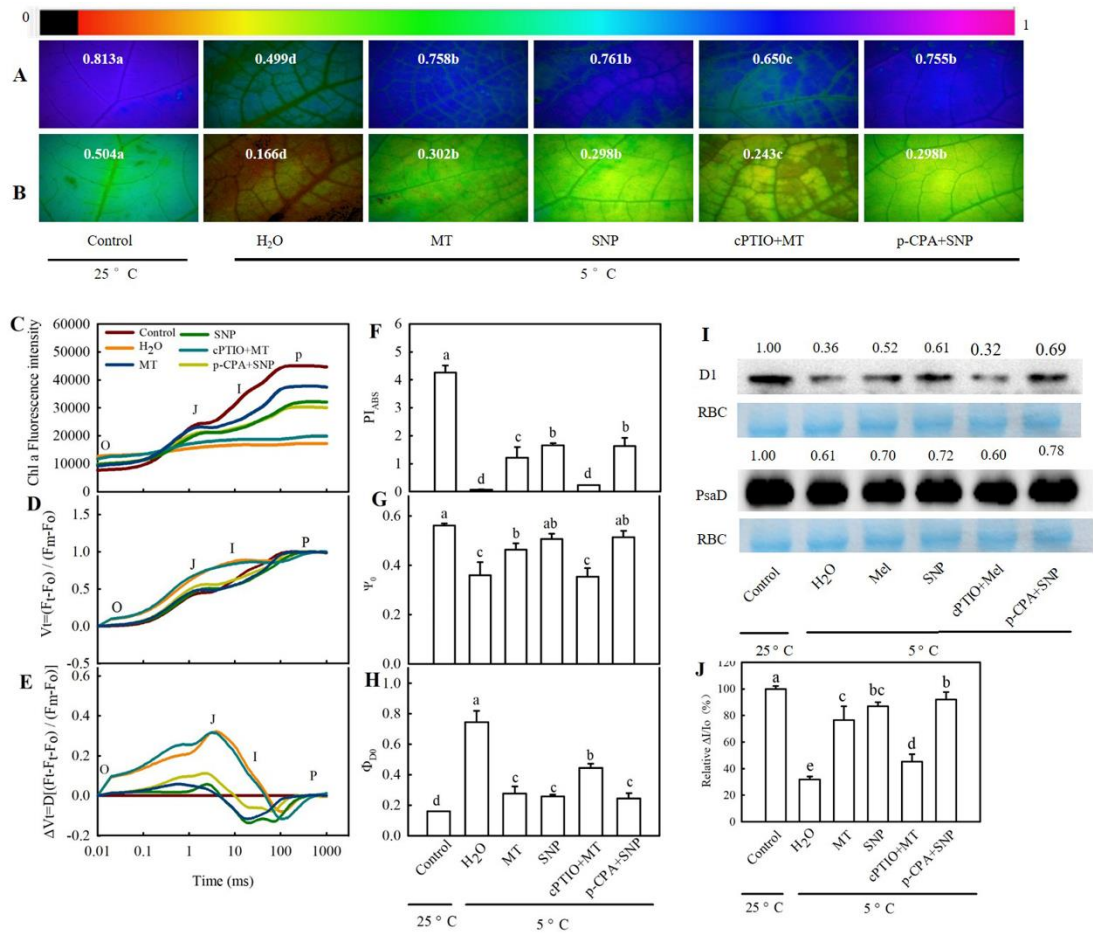 0 1
A 0.813a 0.499d 0.758b 0.761b 0.650c 0.755b
B 0.504a 0.166d 0.302b 0.298b 0.243c 0.298b
Control H₂O MT SNP cPTIO+MT p-CPA+SNP
25 ° C 5 ° C
C
Chl a Fluorescence intensity
60000
50000
40000
30000
20000
10000
0
Control
H₂O
MT
SNP
cPTIO+MT
p-CPA+SNP
O J I p
D
Vt=(Ft-Fo) / (Fm-Fo)
1.0
0.5
0.0
-0.5
O J I P
E
ΔVt=D[(Ft-Ft-Fo) / (Fm-Fo)]
0.4
0.2
0.0
-0.2
O J I P
0.01 0.1 1 10 100 1000
Time (ms)
F
PI_ABS
6
5
4
3
2
1
0
a d c b d b
G
Ψ₀
0.6
0.4
0.2
0.0
a c b ab c ab
H
Φ_D0
1.0
0.8
0.6
0.4
0.2
0.0
d a c c b c
Control H₂O MT SNP cPTIO+MT p-CPA+SNP
25 ° C 5 ° C
I
1.00 0.36 0.52 0.61 0.32 0.69
D1
RBC
1.00 0.61 0.70 0.72 0.60 0.78
PsaD
RBC
Control H₂O Mel SNP cPTIO+Mel p-CPA+SNP
25 ° C 5 ° C
J
Relative ΔI/Io (%)
120
100
80
60
40
20
0
a e c bc d b
Control H₂O MT SNP cPTIO+MT p-CPA+SNP
25 ° C 5 ° C